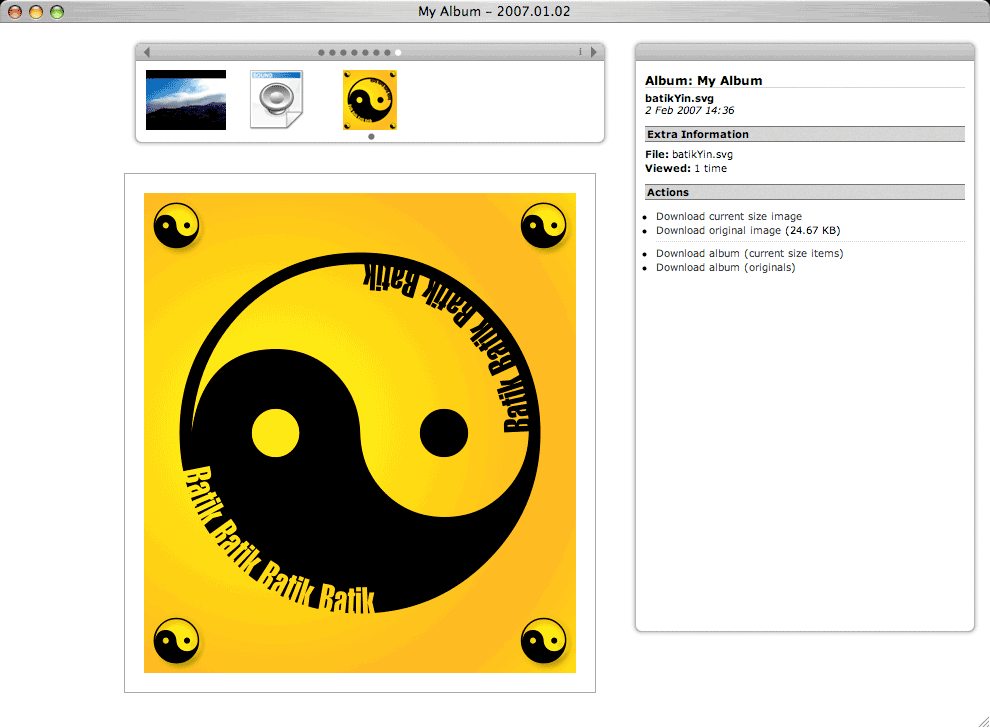 My Album – 2007.01.02
i
SOUND
Album: My Album
batikYin.svg
2 Feb 2007 14:36
Extra Information
File: batikYin.svg
Viewed: 1 time
Actions
Download current size image
Download original image (24.67 KB)
Download album (current size items)
Download album (originals)
Batik Batik Batik Batik
Batik Batik Batik Batik